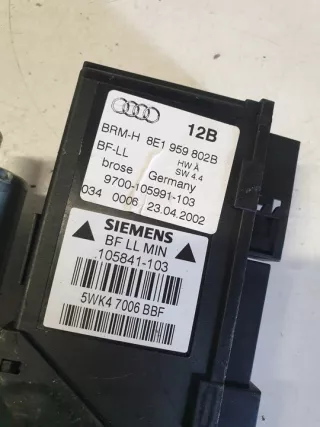 12B
BRM-H 8E1 959 802B
BF-LL HW A
SW 4.4
brose Germany
9700-105991-103
034 0006 23.04.2002
SIEMENS
BF LL MIN
.105841-103
5WK4 7006 BBF